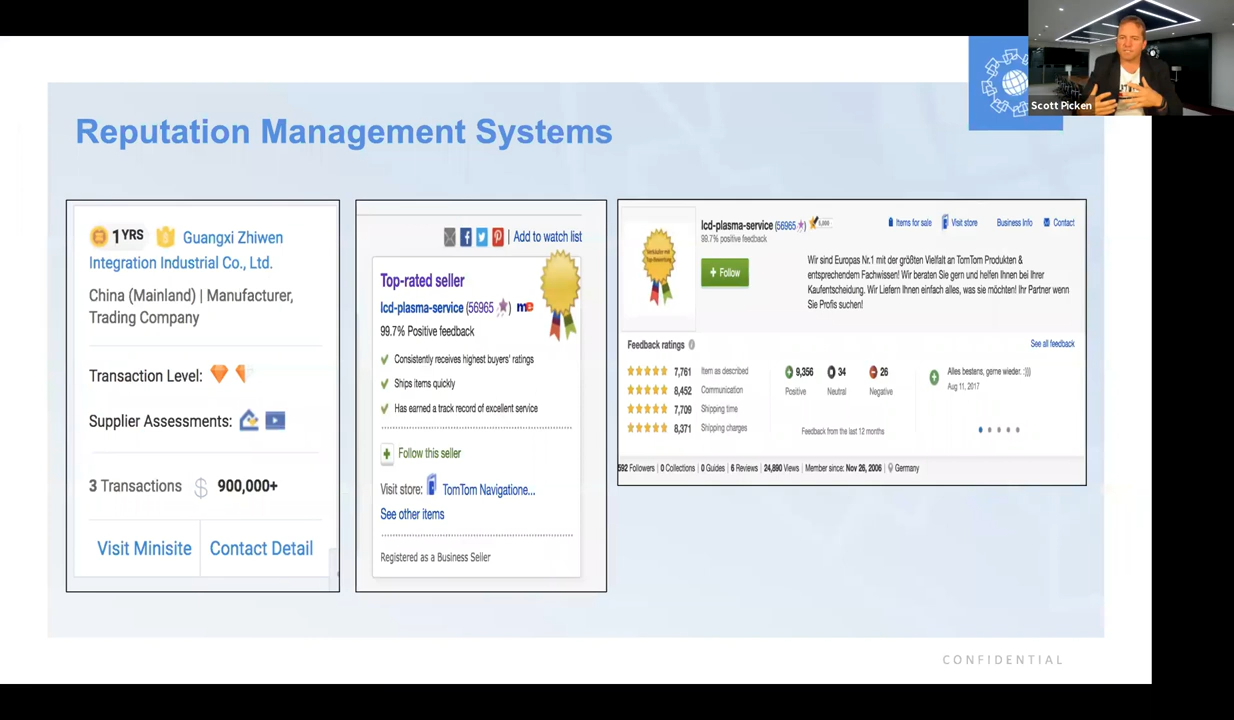 Scott Picken
Reputation Management Systems
1 YRS Guangxi Zhiwen
Integration Industrial Co., Ltd.
China (Mainland) | Manufacturer,
Trading Company
Transaction Level:
Supplier Assessments:
3 Transactions $ 900,000+
Visit Minisite
Contact Detail
Add to watch list
Top-rated seller
lcd-plasma-service (56965 ) me
99.7% Positive feedback
Consistently receives highest buyers' ratings
Ships items quickly
Has earned a track record of excellent service
Follow this seller
Visit store: TomTom Navigatione...
See other items
Registered as a Business Seller
lcd-plasma-service (56965 )
99.7% positive feedback
+ Follow
Items for sale
Visit store
Business Info
Contact
Wir sind Europas Nr.1 mit der größten Vielfalt an TomTom Produkten &
entsprechendem Fachwissen! Wir beraten Sie gern und helfen Ihnen bei Ihrer
Kaufentscheidung. Wir Liefern Ihnen einfach alles, was sie möchten! Ihr Partner wenn
Sie Profis suchen!
Feedback ratings
See all feedback
7,761 Item as described
8,452 Communication
7,709 Shipping time
8,371 Shipping charges
9,356 34 26
Positive Neutral Negative
Feedback from the last 12 months
Alles bestens, gerne wieder. :)))
Aug 11, 2017
592 Followers | 0 Collections | 0 Guides | 6 Reviews | 24,890 Views | Member since: Nov 26, 2006 | Germany
CONFIDENTIAL